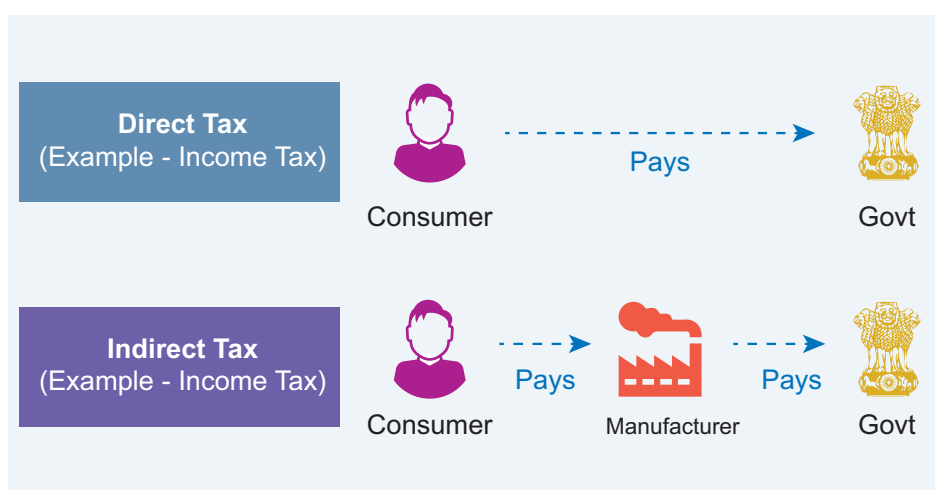 Direct Tax
(Example - Income Tax)
Pays
Consumer
Govt
Indirect Tax
(Example - Income Tax)
Pays
Pays
Consumer
Manufacturer
Govt